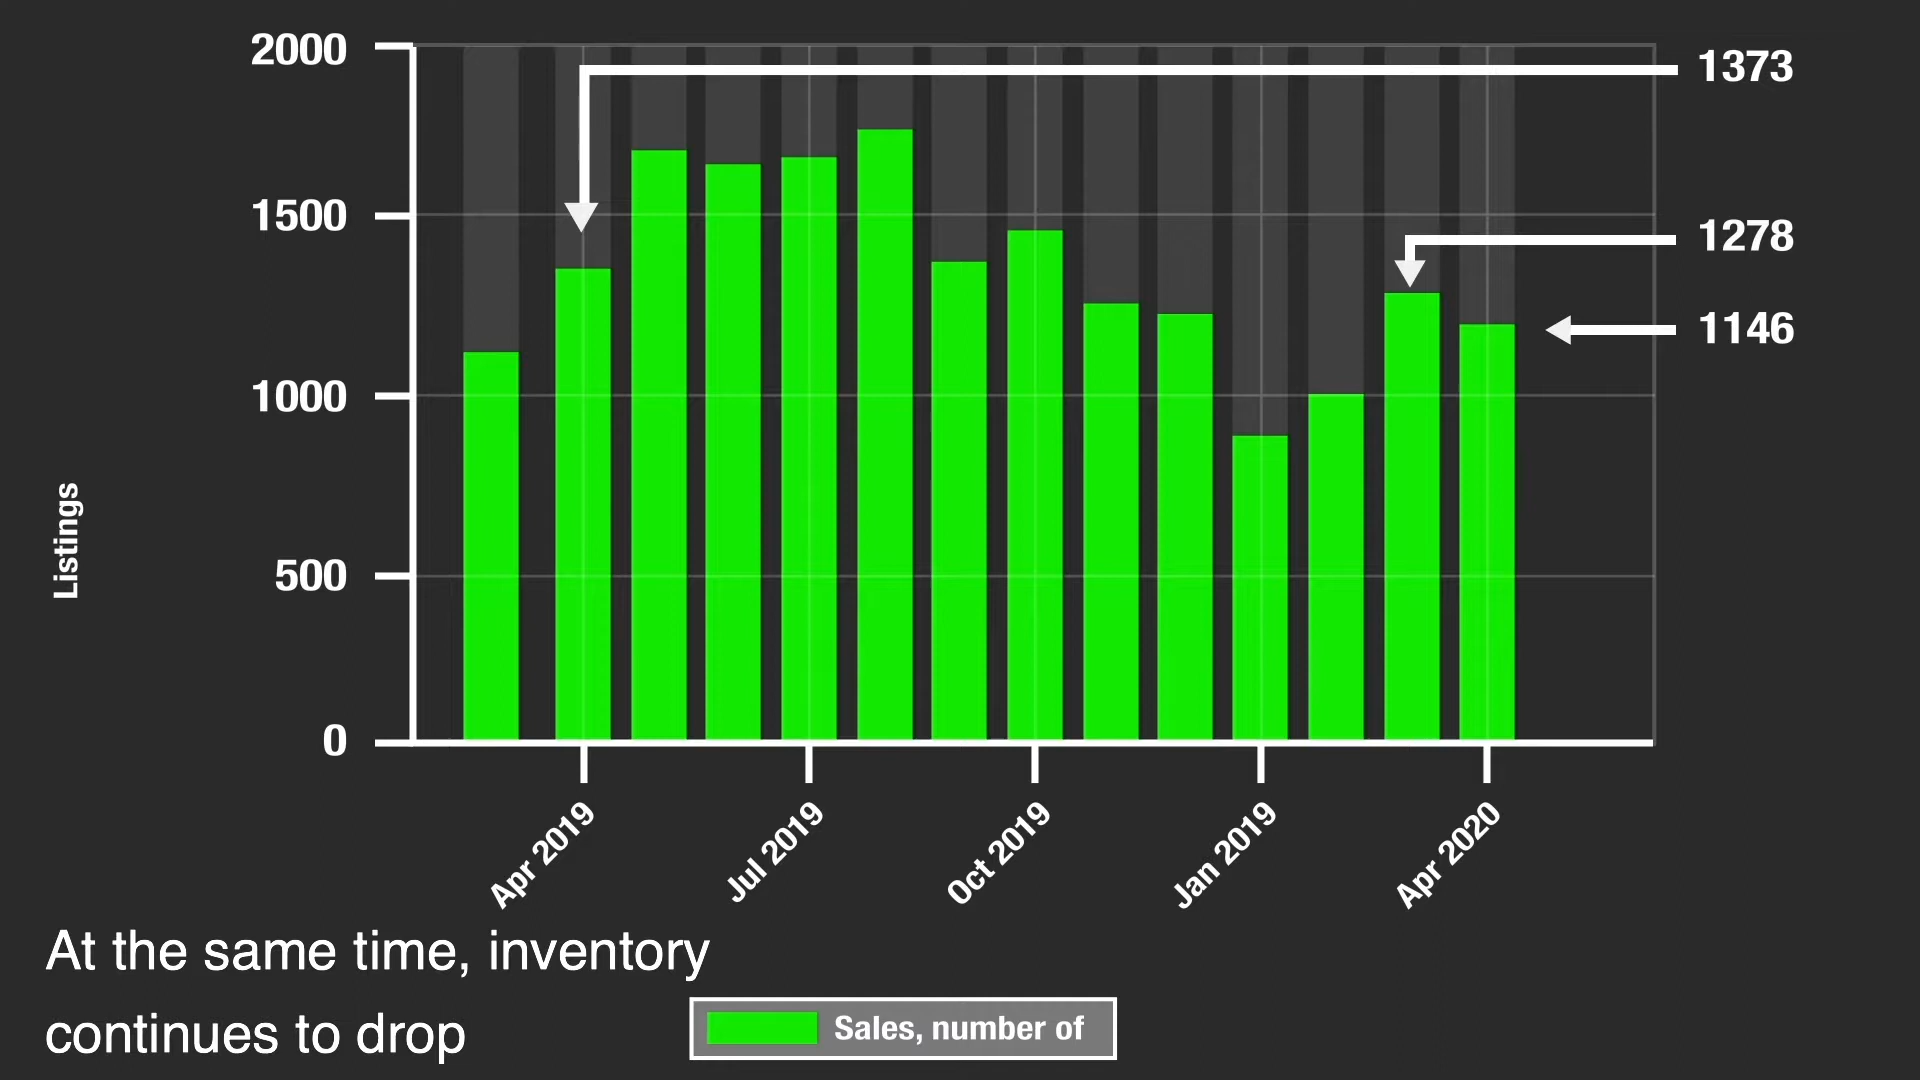 2000
1500
1000
500
0
Listings
1373
1278
1146
Apr 2019
Jul 2019
Oct 2019
Jan 2019
Apr 2020
At the same time, inventory
continues to drop
Sales, number of